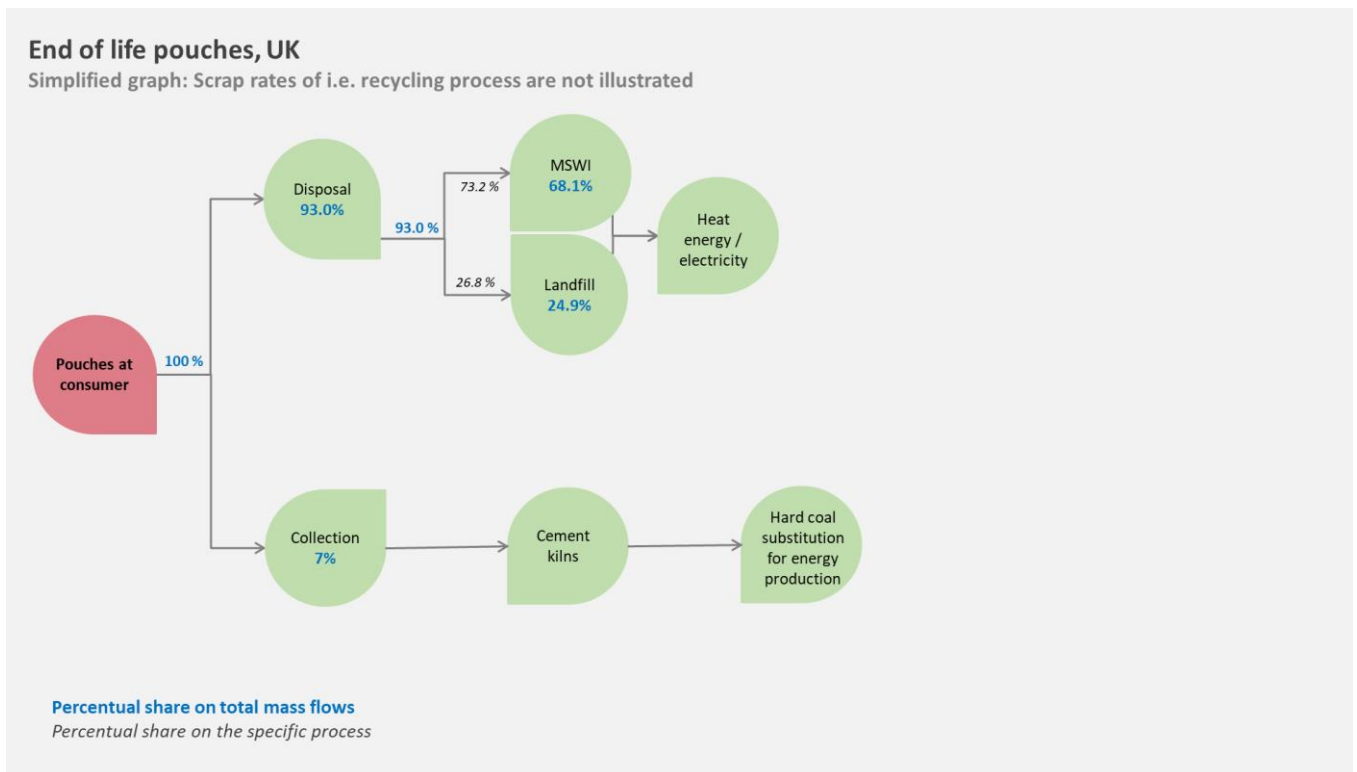 End of life pouches, UK
Simplified graph: Scrap rates of i.e. recycling process are not illustrated
MSWI
68.1%
73.2 %
Disposal
93.0%
93.0 %
Heat
energy /
electricity
26.8 %
Landfill
24.9%
Pouches at
consumer
100 %
Collection
7%
Cement
kilns
Hard coal
substitution
for energy
production
Percentual share on total mass flows
Percentual share on the specific process